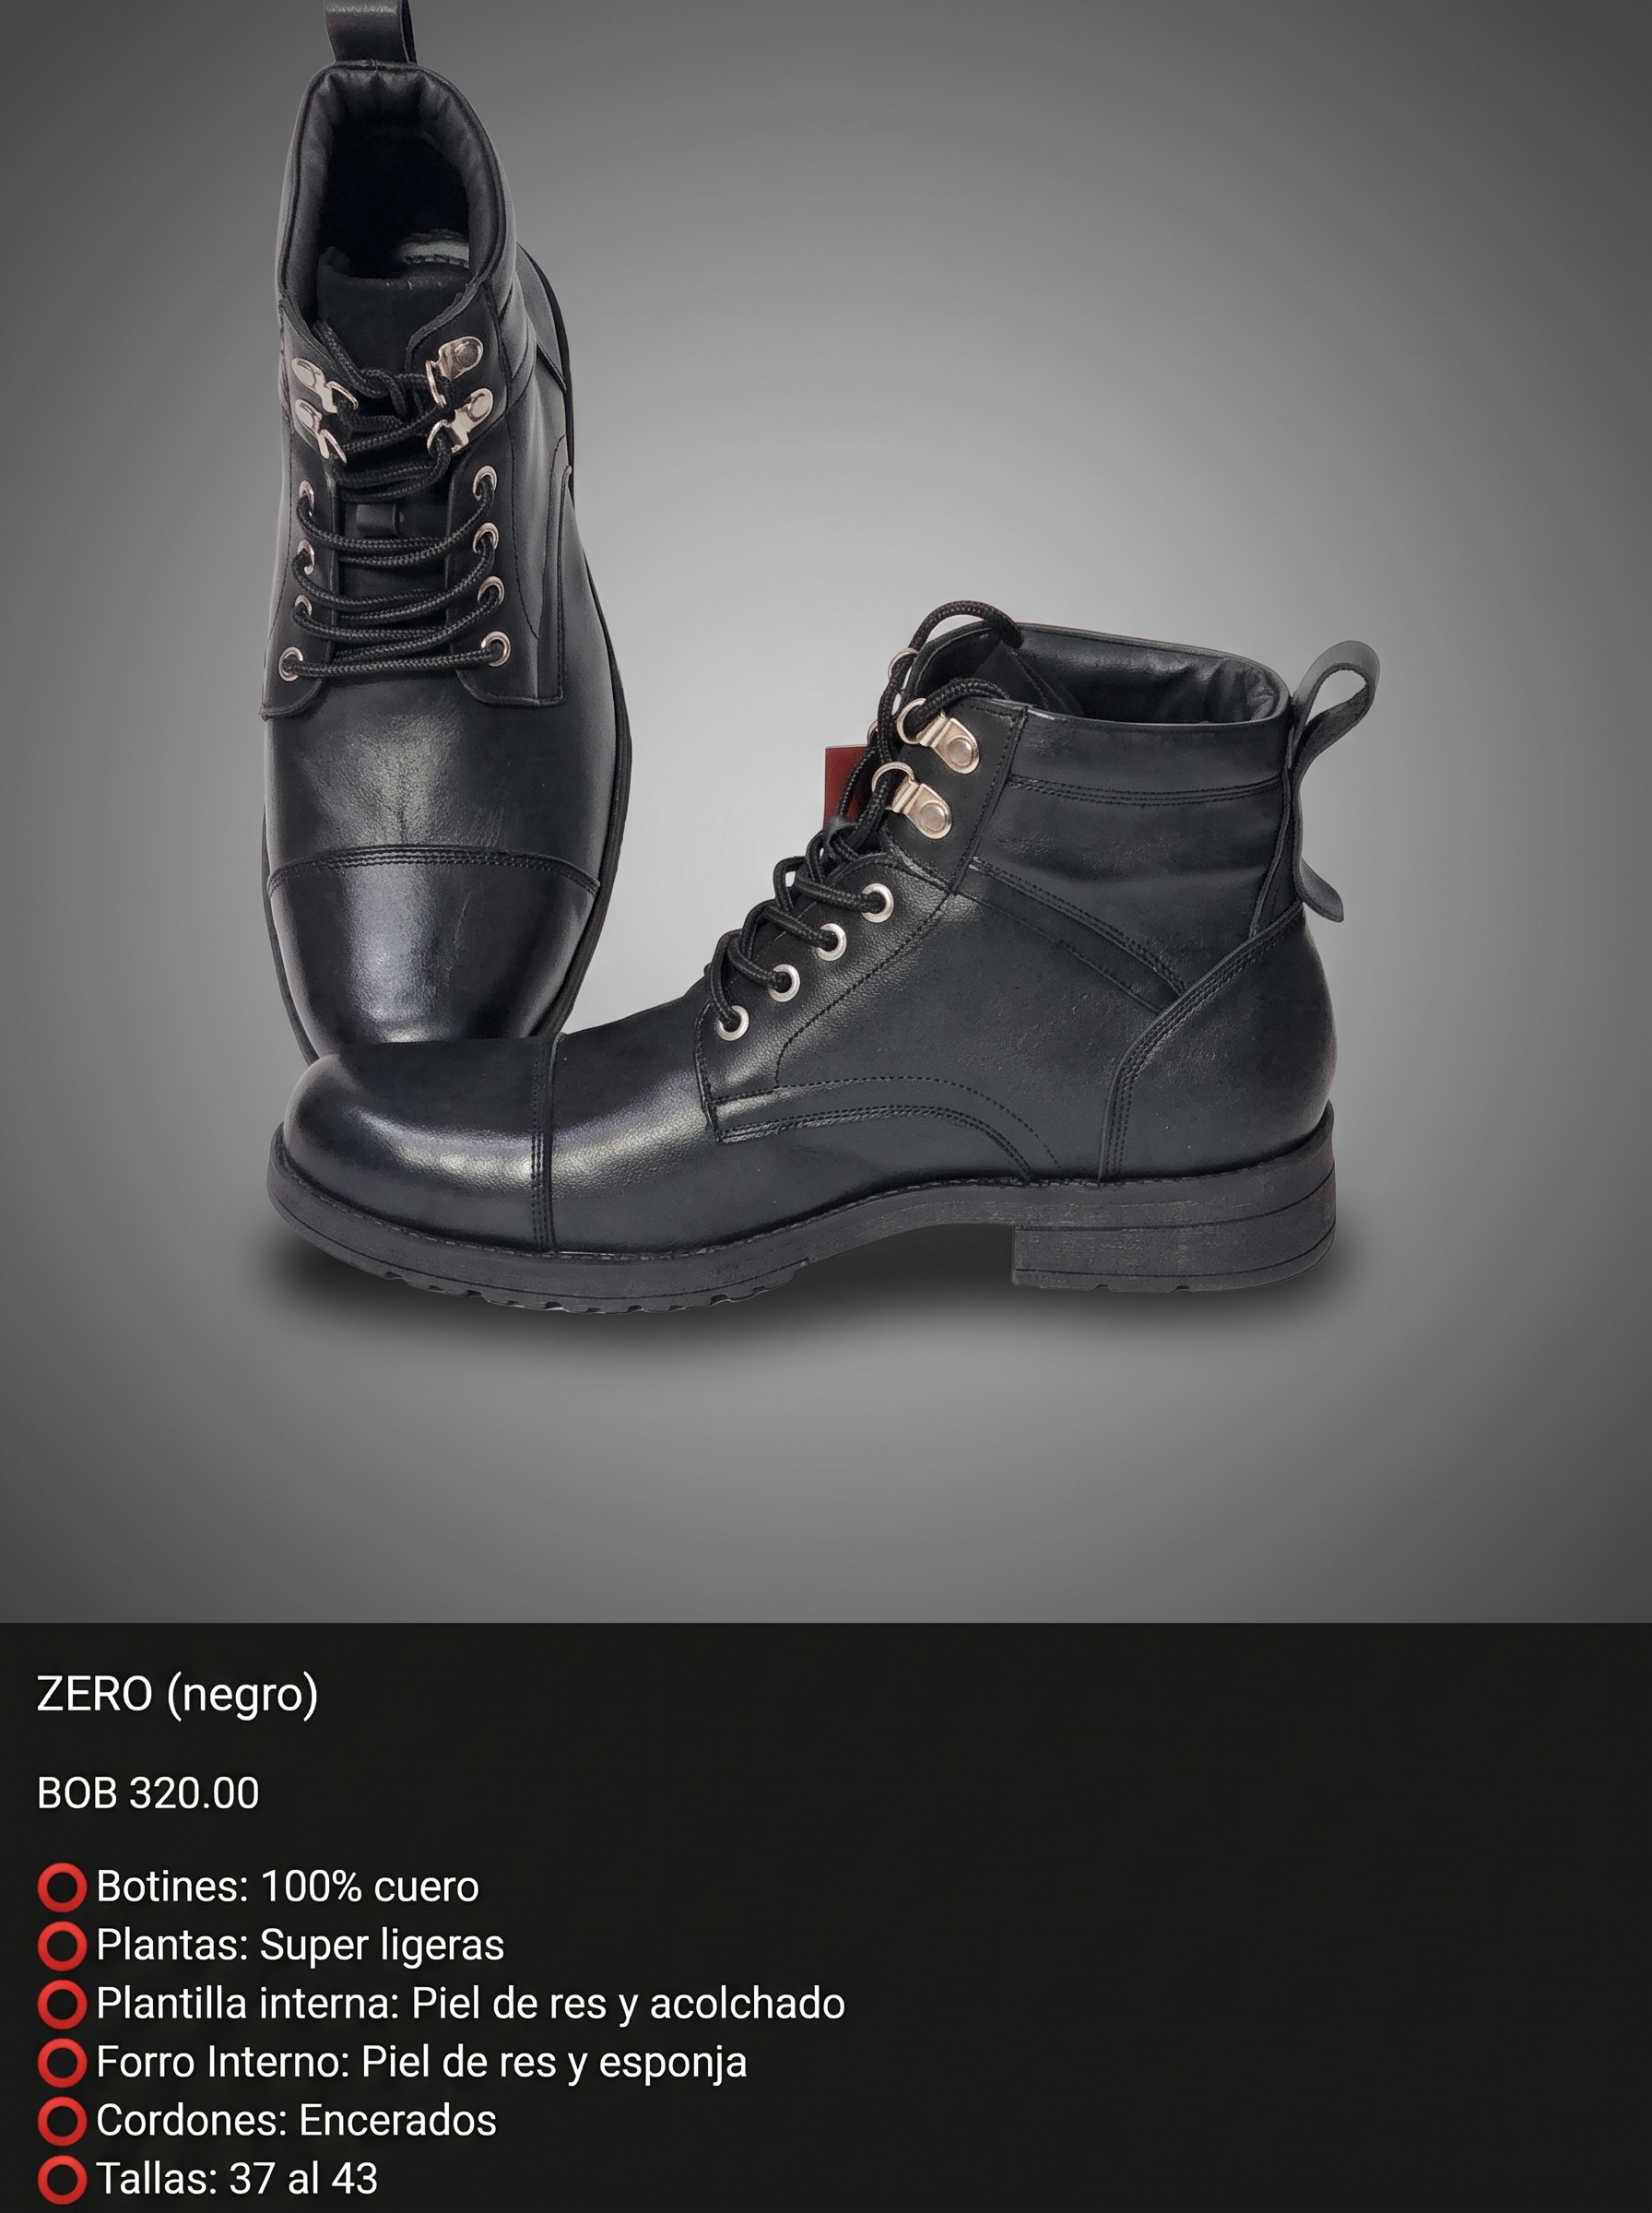 ZERO (negro)
BOB 320.00
⭕ Botines: 100% cuero
⭕ Plantas: Super ligeras
⭕ Plantilla interna: Piel de res y acolchado
⭕ Forro Interno: Piel de res y esponja
⭕ Cordones: Encerados
⭕ Tallas: 37 al 43